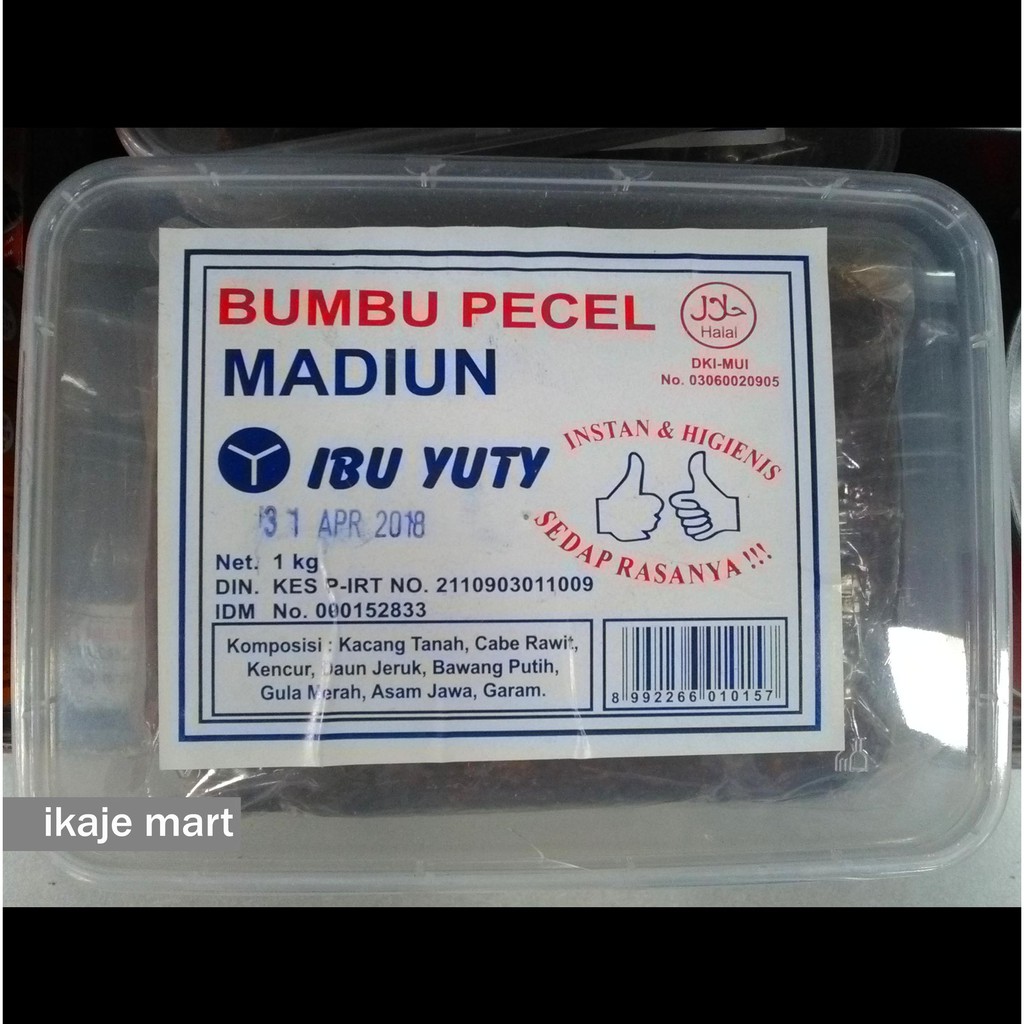 BUMBU PECEL
MADIUN
حلال
Halal
DKI-MUI
No. 03060020905
IBU YUTY
INSTAN & HIGIENIS
SEDAP RASANYA !!!
31 APR 2018
Net. 1 kg
DIN. KES P-IRT NO. 2110903011009
IDM No. 000152833
Komposisi : Kacang Tanah, Cabe Rawit,
Kencur, Daun Jeruk, Bawang Putih,
Gula Merah, Asam Jawa, Garam.
8 992266 010157
ikaje mart